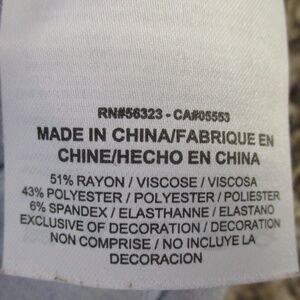 RN#56323 - CA#05553
MADE IN CHINA/FABRIQUE EN
CHINE/HECHO EN CHINA
51% RAYON / VISCOSE / VISCOSA
43% POLYESTER / POLYESTER / POLIESTER
6% SPANDEX / ELASTHANNE / ELASTANO
EXCLUSIVE OF DECORATION / DECORATION
NON COMPRISE / NO INCLUYE LA
DECORACION